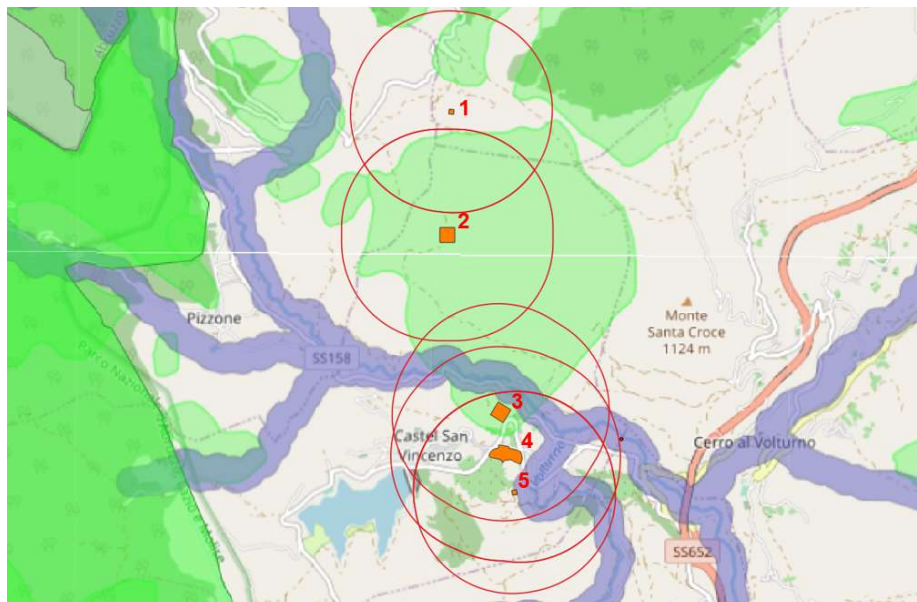 1
2
Pizzone
Monte
Santa Croce
1124 m
SS158
3
Castel San
Vincenzo
4
Cerro al Volturno
Volturno
5
SS652